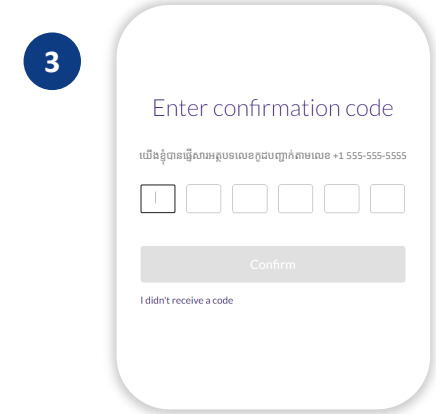 3
Enter confirmation code
យើងខ្ញុំបានផ្ញើសារអត្ថបទលេខកូដបញ្ជាក់តាមលេខ +1 555-555-5555
Confirm
I didn't receive a code